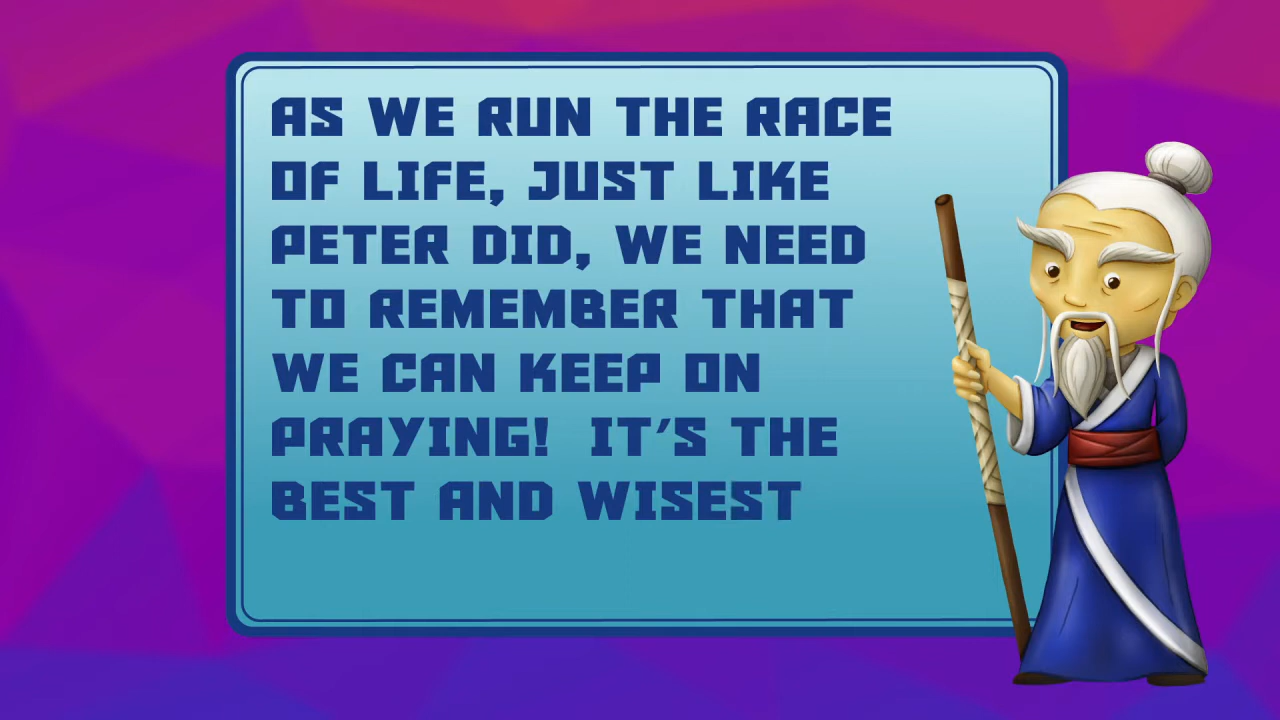 AS WE RUN THE RACE
OF LIFE, JUST LIKE
PETER DID, WE NEED
TO REMEMBER THAT
WE CAN KEEP ON
PRAYING!  IT'S THE
BEST AND WISEST